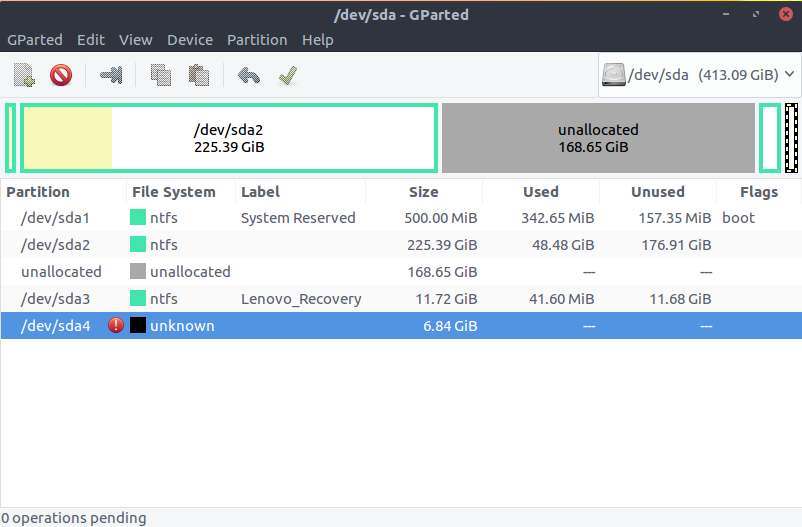 /dev/sda - GParted
GParted Edit View Device Partition Help
/dev/sda (413.09 GiB)
/dev/sda2
225.39 GiB
unallocated
168.65 GiB
Partition File System Label Size Used Unused Flags
/dev/sda1 ntfs System Reserved 500.00 MiB 342.65 MiB 157.35 MiB boot
/dev/sda2 ntfs 225.39 GiB 48.48 GiB 176.91 GiB
unallocated unallocated 168.65 GiB --- ---
/dev/sda3 ntfs Lenovo_Recovery 11.72 GiB 41.60 MiB 11.68 GiB
/dev/sda4 unknown 6.84 GiB --- ---
0 operations pending